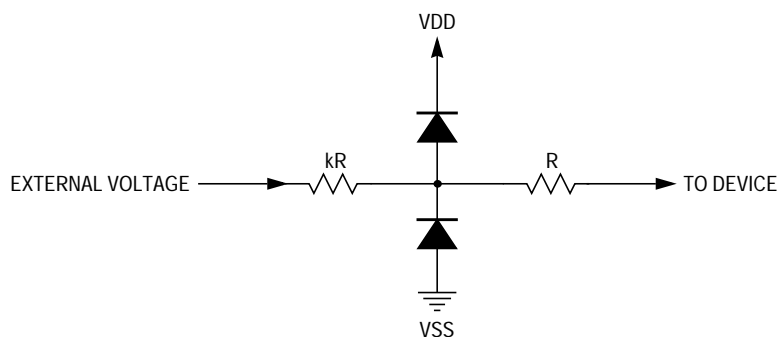 VDD
kR
R
EXTERNAL VOLTAGE
TO DEVICE
VSS